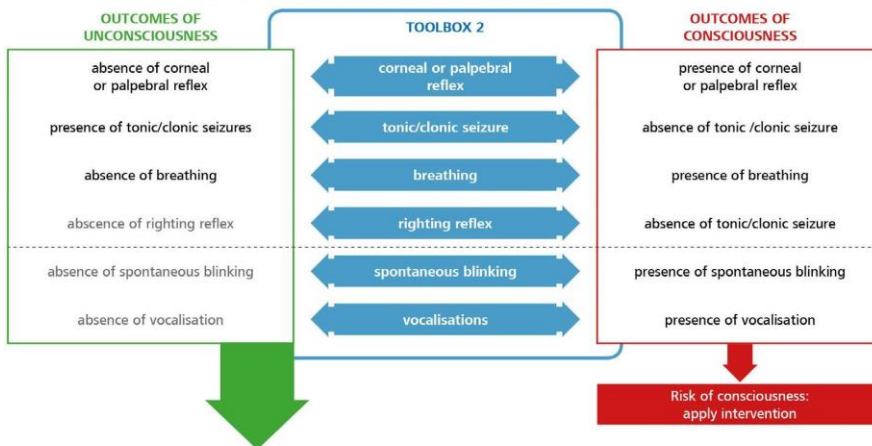 OUTCOMES OF
UNCONSCIOUSNESS
TOOLBOX 2
OUTCOMES OF
CONSCIOUSNESS
absence of corneal
or palpebral reflex
corneal or palpebral
reflex
presence of corneal
or palpebral reflex
presence of tonic/clonic seizures
tonic/clonic seizure
absence of tonic /clonic seizure
absence of breathing
breathing
presence of breathing
abscence of righting reflex
righting reflex
absence of tonic/clonic seizure
absence of spontaneous blinking
spontaneous blinking
presence of spontaneous blinking
absence of vocalisation
vocalisations
presence of vocalisation
Risk of consciousness:
apply intervention